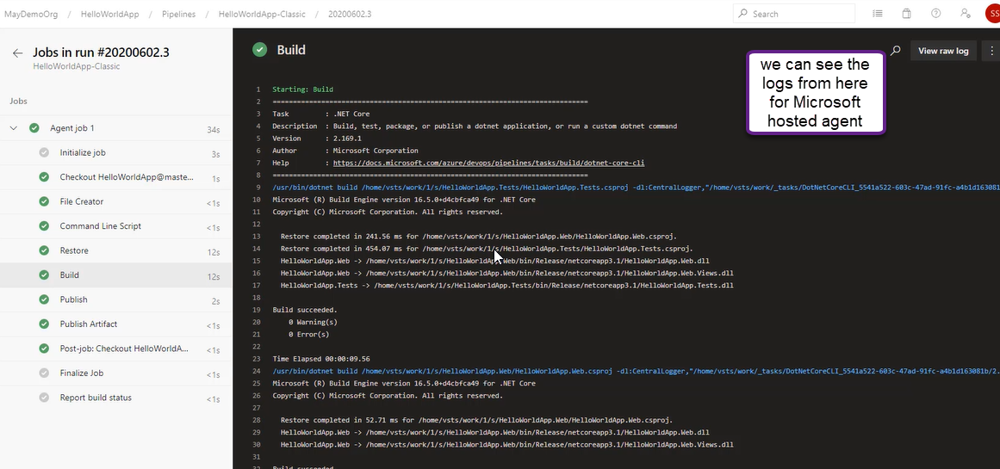 MayDemoOrg / HelloWorldApp / Pipelines / HelloWorldApp-Classic / 20200602.3
Search
SS
Jobs in run #20200602.3
HelloWorldApp-Classic
Jobs
Agent job 1 34s
Initialize job 3s
Checkout HelloWorldApp@maste... 1s
File Creator <1s
Command Line Script <1s
Restore 12s
Build 12s
Publish 2s
Publish Artifact <1s
Post-job: Checkout HelloWorldA... <1s
Finalize Job <1s
Report build status <1s
Build
View raw log
we can see the
logs from here
for Microsoft
hosted agent
1 Starting: Build
2 ==============================================================================
3 Task : .NET Core
4 Description : Build, test, package, or publish a dotnet application, or run a custom dotnet command
5 Version : 2.169.1
6 Author : Microsoft Corporation
7 Help : https://docs.microsoft.com/azure/devops/pipelines/tasks/build/dotnet-core-cli
8 ==============================================================================
9 /usr/bin/dotnet build /home/vsts/work/1/s/HelloWorldApp.Tests/HelloWorldApp.Tests.csproj -dl:CentralLogger,"/home/vsts/work/_tasks/DotNetCoreCLI_5541a522-603c-47ad-91fc-a4b1d163081
10 Microsoft (R) Build Engine version 16.5.0+d4cbfca49 for .NET Core
11 Copyright (C) Microsoft Corporation. All rights reserved.
12
13 Restore completed in 241.56 ms for /home/vsts/work/1/s/HelloWorldApp.Web/HelloWorldApp.Web.csproj.
14 Restore completed in 454.07 ms for /home/vsts/work/1/s/HelloWorldApp.Tests/HelloWorldApp.Tests.csproj.
15 HelloWorldApp.Web -> /home/vsts/work/1/s/HelloWorldApp.Web/bin/Release/netcoreapp3.1/HelloWorldApp.Web.dll
16 HelloWorldApp.Web -> /home/vsts/work/1/s/HelloWorldApp.Web/bin/Release/netcoreapp3.1/HelloWorldApp.Web.Views.dll
17 HelloWorldApp.Tests -> /home/vsts/work/1/s/HelloWorldApp.Tests/bin/Release/netcoreapp3.1/HelloWorldApp.Tests.dll
18
19 Build succeeded.
20 0 Warning(s)
21 0 Error(s)
22
23 Time Elapsed 00:00:09.56
24 /usr/bin/dotnet build /home/vsts/work/1/s/HelloWorldApp.Web/HelloWorldApp.Web.csproj -dl:CentralLogger,"/home/vsts/work/_tasks/DotNetCoreCLI_5541a522-603c-47ad-91fc-a4b1d163081b/2.
25 Microsoft (R) Build Engine version 16.5.0+d4cbfca49 for .NET Core
26 Copyright (C) Microsoft Corporation. All rights reserved.
27
28 Restore completed in 52.71 ms for /home/vsts/work/1/s/HelloWorldApp.Web/HelloWorldApp.Web.csproj.
29 HelloWorldApp.Web -> /home/vsts/work/1/s/HelloWorldApp.Web/bin/Release/netcoreapp3.1/HelloWorldApp.Web.dll
30 HelloWorldApp.Web -> /home/vsts/work/1/s/HelloWorldApp.Web/bin/Release/netcoreapp3.1/HelloWorldApp.Web.Views.dll
31
32 Build succeeded.